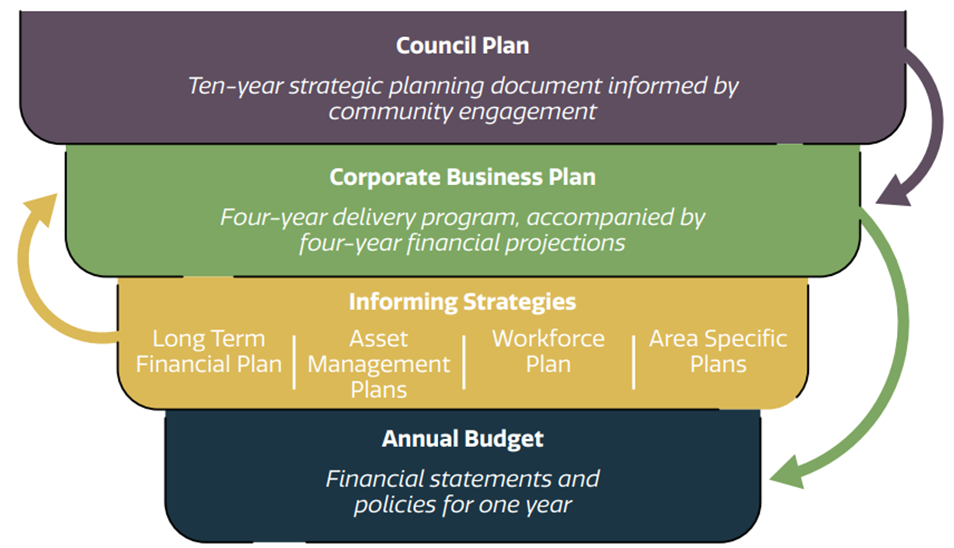 Council Plan
Ten-year strategic planning document informed by
community engagement
Corporate Business Plan
Four-year delivery program, accompanied by
four-year financial projections
Informing Strategies
Long Term
Financial Plan
Asset
Management
Plans
Workforce
Plan
Area Specific
Plans
Annual Budget
Financial statements and
policies for one year